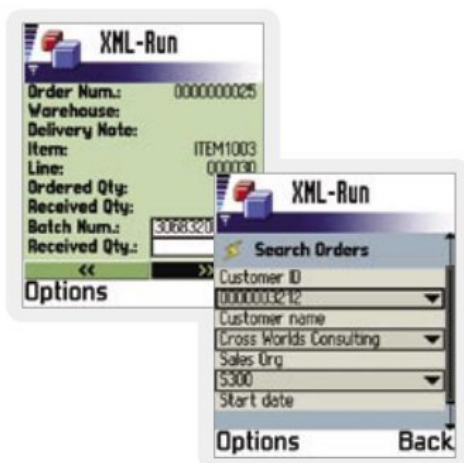 XML-Run
Order Num.: 0000000025
Warehouse:
Delivery Note:
Item: ITEM1003
Line: 000030
Ordered Qty:
Received Qty:
Batch Num.:
Received Qty.:
<< >>
Options
XML-Run
Search Orders
Customer ID
0000003212
Customer name
Cross Worlds Consulting
Sales Org
S300
Start date
Options Back